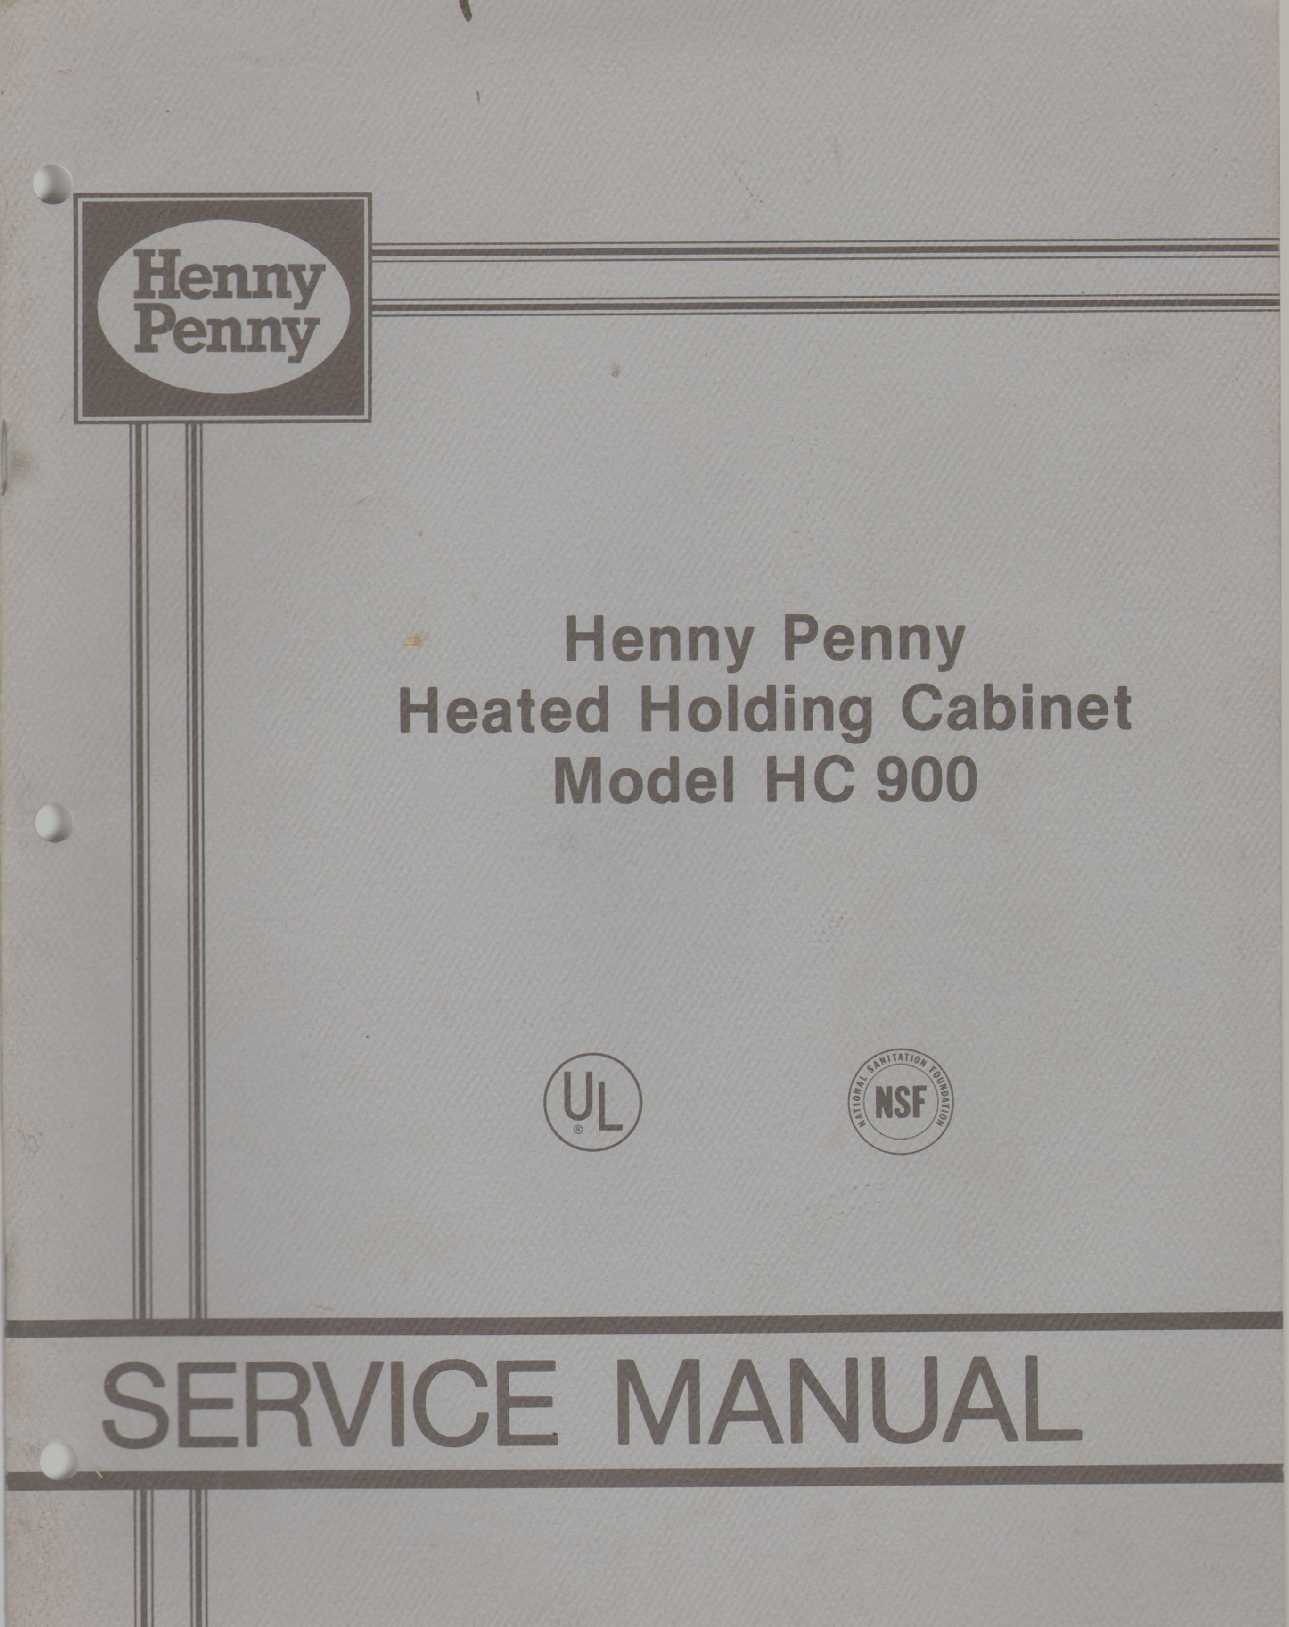 Henny
Penny
Henny Penny
Heated Holding Cabinet
Model HC 900
UL
®
NATIONAL SANITATION FOUNDATION
NSF
SERVICE MANUAL